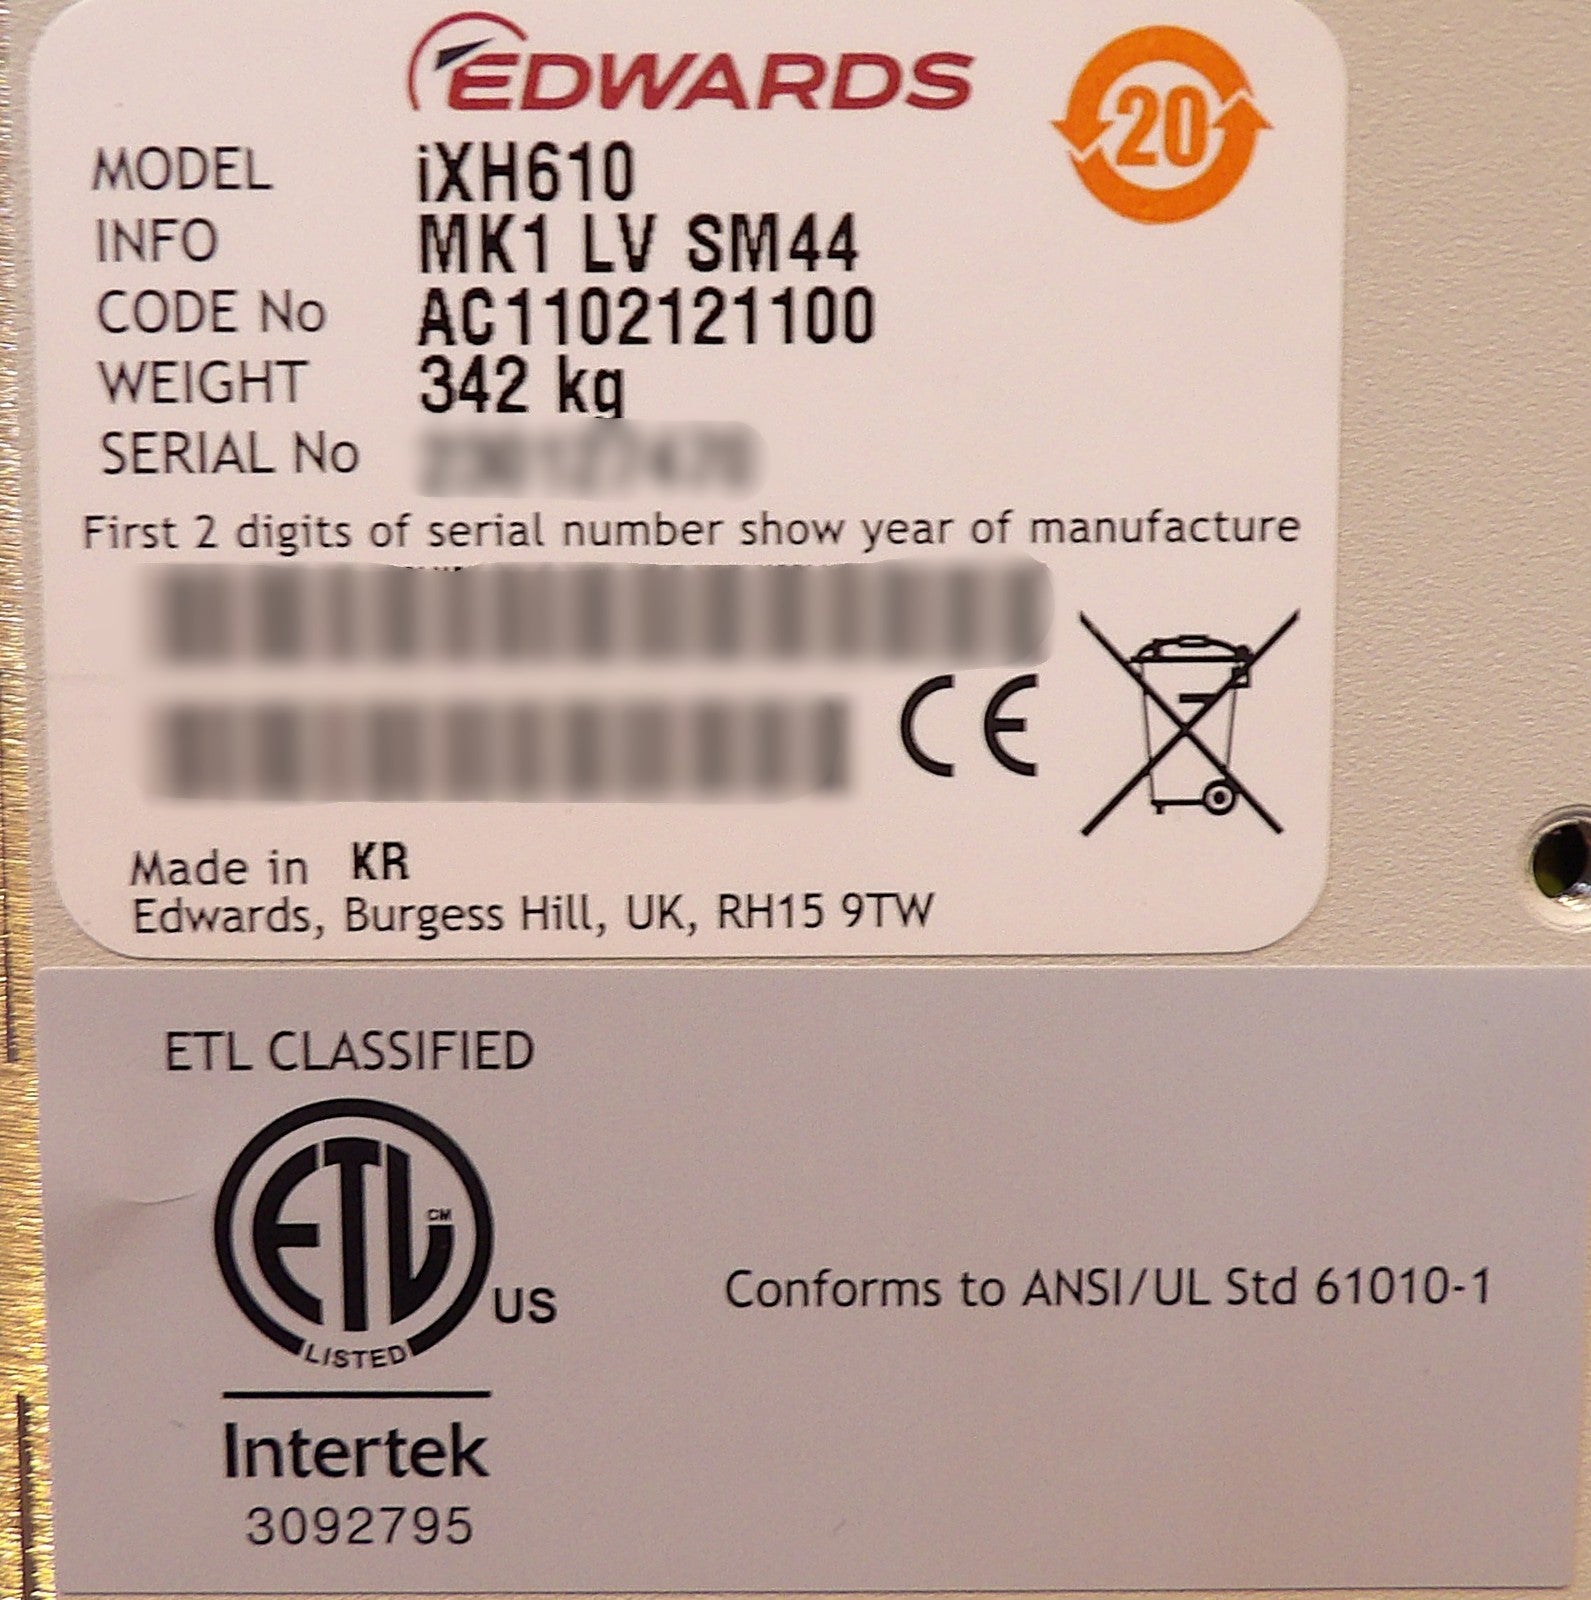 EDWARDS
20
MODEL iXH610
INFO MK1 LV SM44
CODE No AC1102121100
WEIGHT 342 kg
SERIAL No
First 2 digits of serial number show year of manufacture
CE
Made in KR
Edwards, Burgess Hill, UK, RH15 9TW
ETL CLASSIFIED
ETL CM
US
LISTED
Conforms to ANSI/UL Std 61010-1
Intertek
3092795